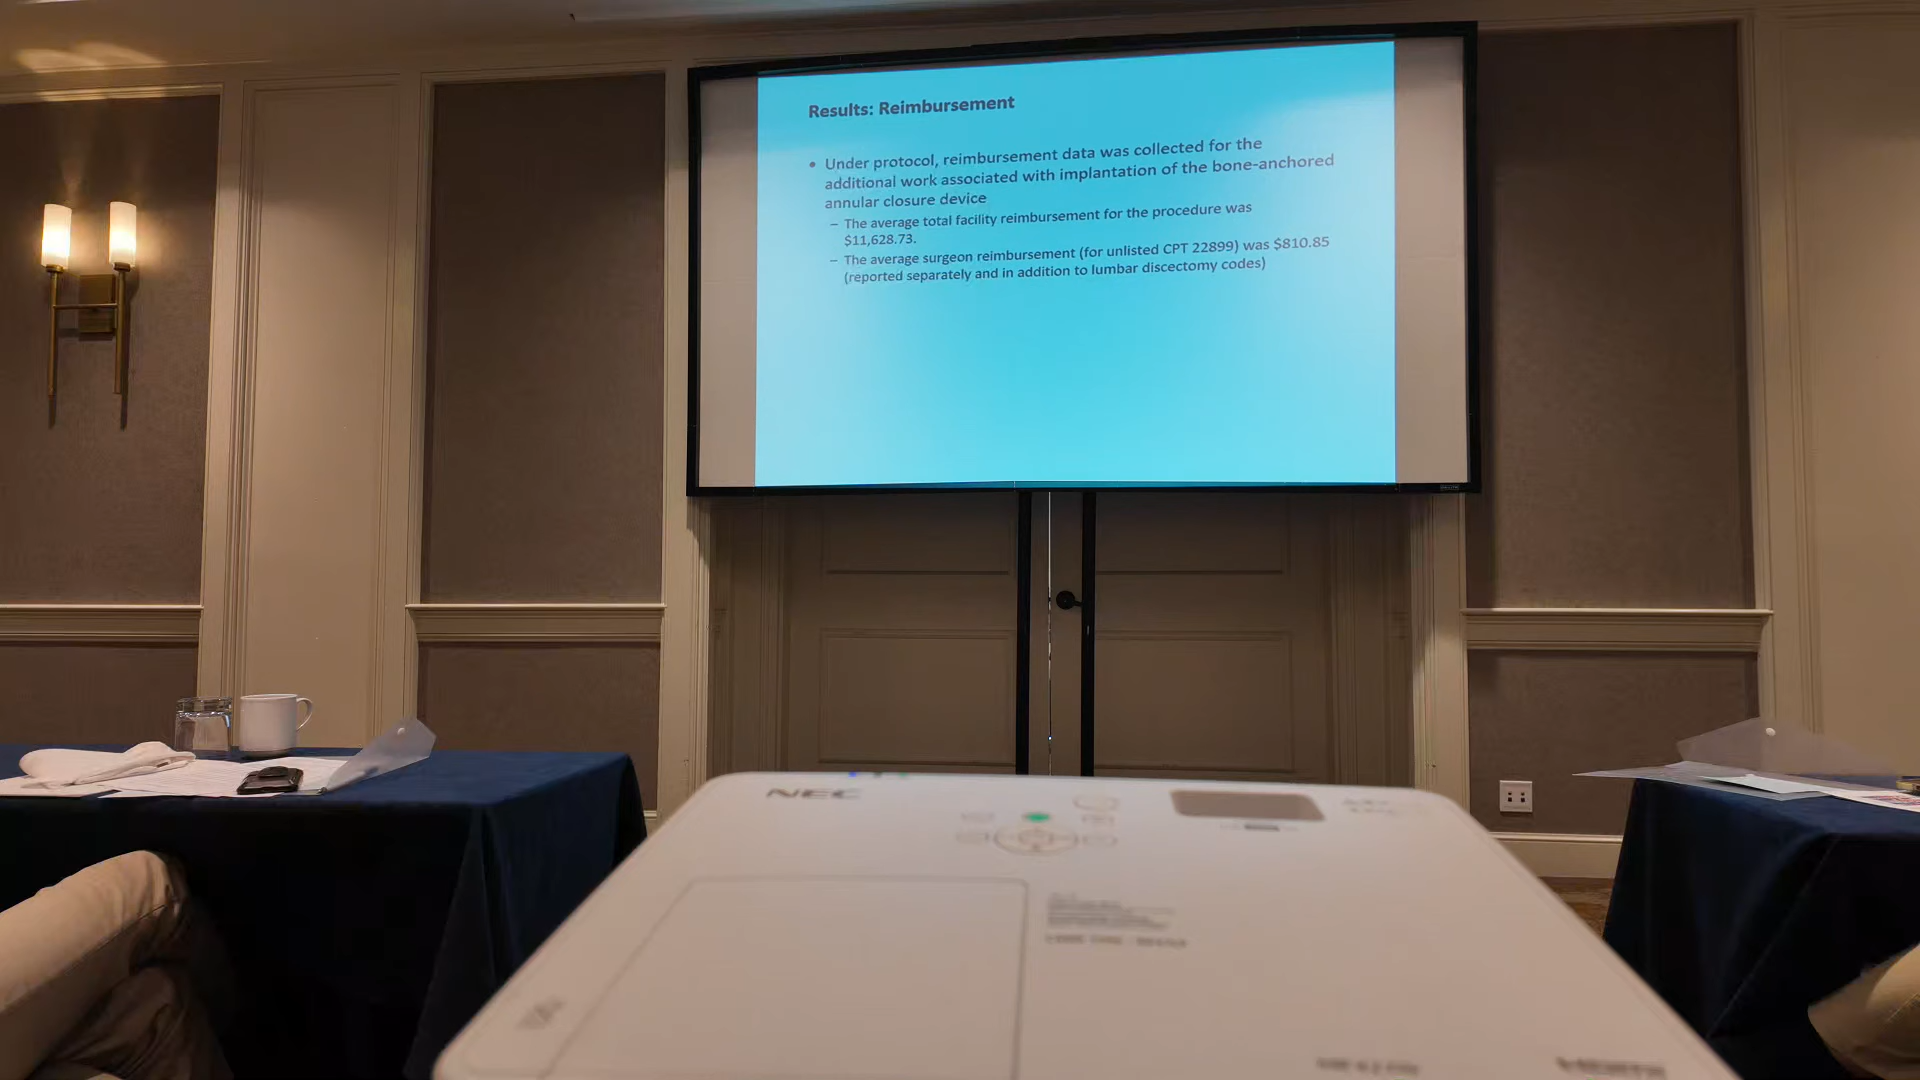 Results: Reimbursement
• Under protocol, reimbursement data was collected for the
additional work associated with implantation of the bone-anchored
annular closure device
– The average total facility reimbursement for the procedure was
$11,628.73.
– The average surgeon reimbursement (for unlisted CPT 22899) was $810.85
(reported separately and in addition to lumbar discectomy codes)
NEC